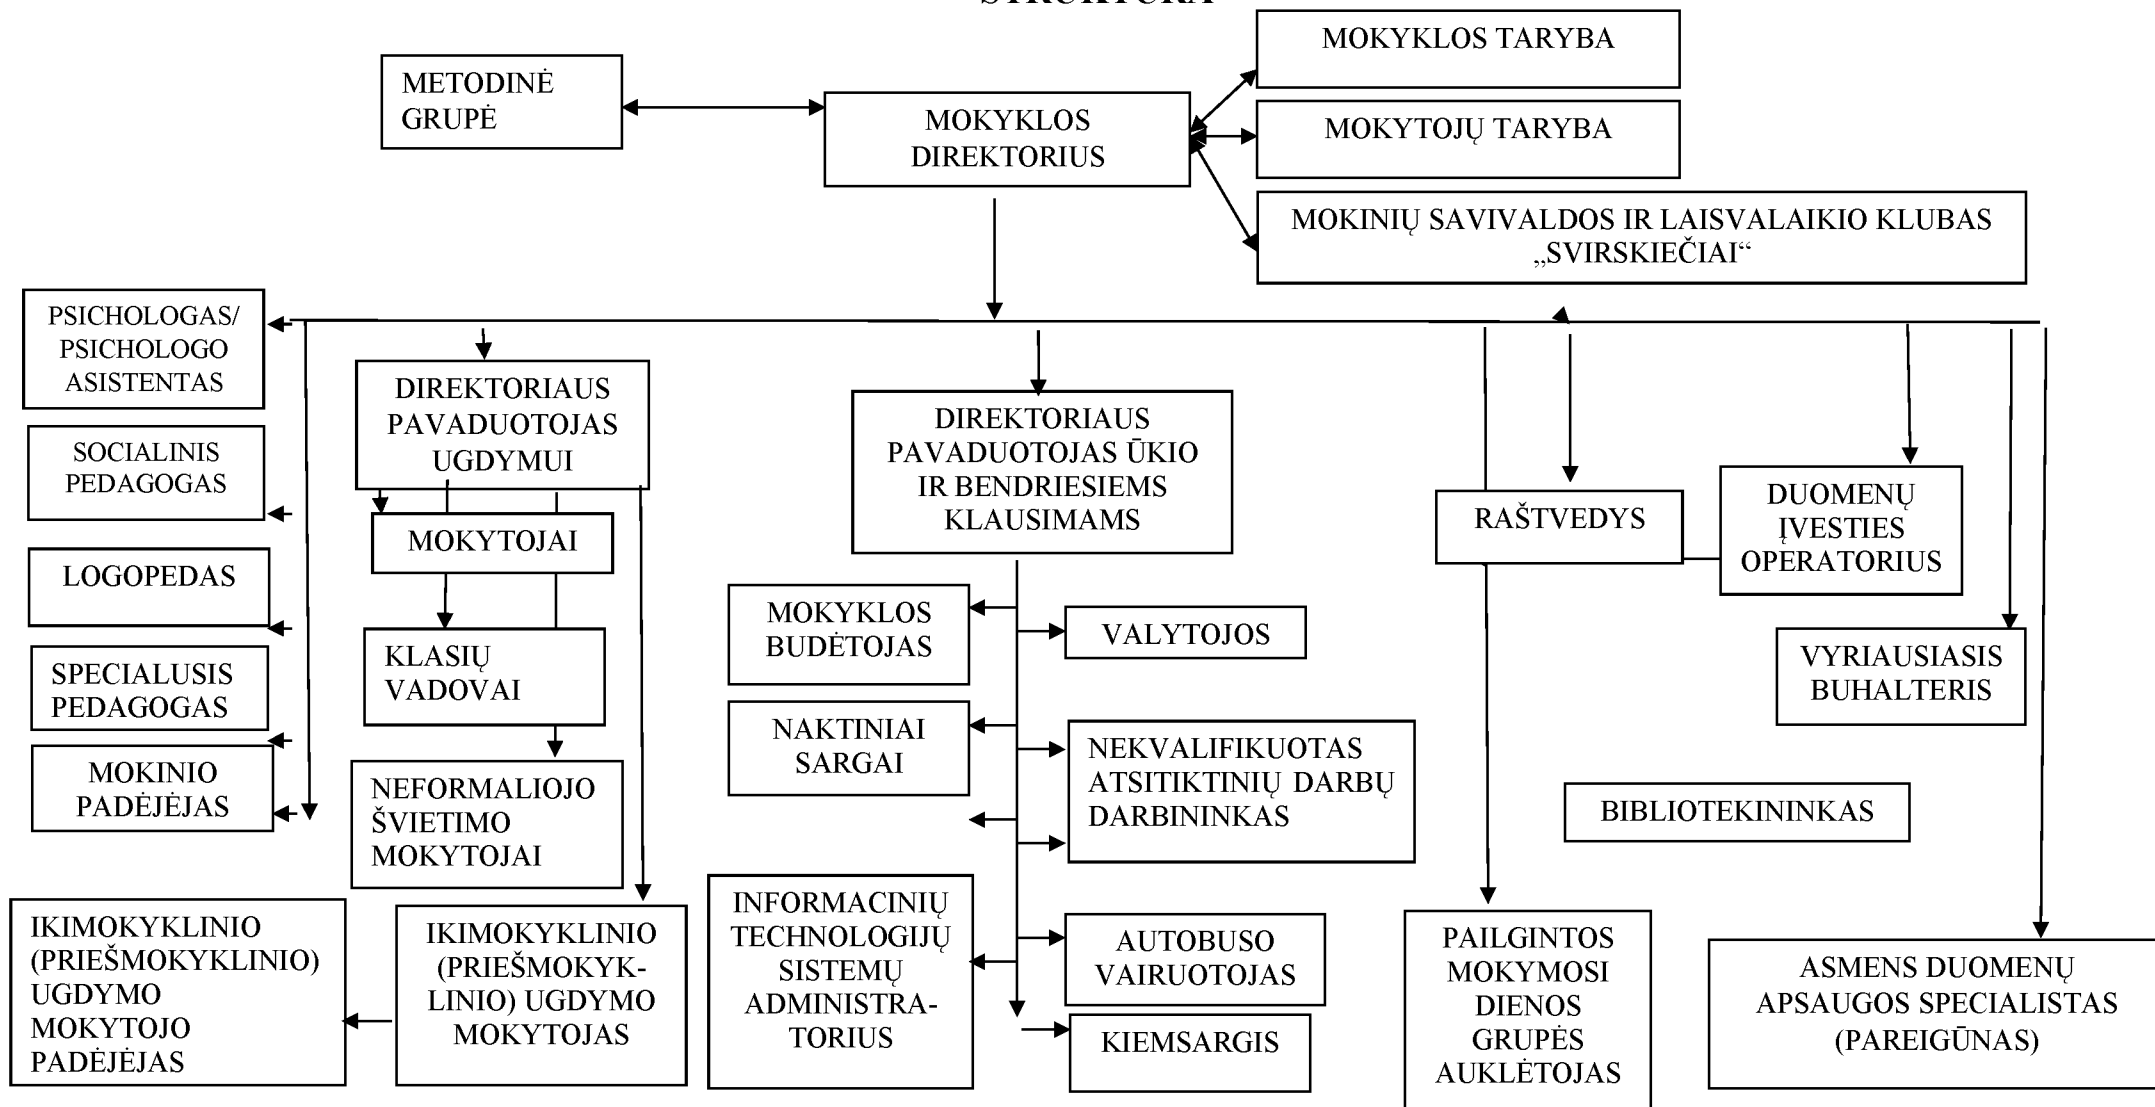 STRUKTŪRA
MOKYKLOS TARYBA
METODINĖ
GRUPĖ
MOKYKLOS
DIREKTORIUS
MOKYTOJŲ TARYBA
MOKINIŲ SAVIVALDOS IR LAISVALAIKIO KLUBAS
„SVIRSKIEČIAI“
PSICHOLOGAS/
PSICHOLOGO
ASISTENTAS
SOCIALINIS
PEDAGOGAS
LOGOPEDAS
SPECIALUSIS
PEDAGOGAS
MOKINIO
PADĖJĖJAS
DIREKTORIAUS
PAVADUOTOJAS
UGDYMUI
MOKYTOJAI
KLASIŲ
VADOVAI
NEFORMALIOJO
ŠVIETIMO
MOKYTOJAI
IKIMOKYKLINIO
(PRIEŠMOKYKLINIO)
UGDYMO
MOKYTOJO
PADĖJĖJAS
IKIMOKYKLINIO
(PRIEŠMOKYK-
LINIO) UGDYMO
MOKYTOJAS
DIREKTORIAUS
PAVADUOTOJAS ŪKIO
IR BENDRIESIEMS
KLAUSIMAMS
MOKYKLOS
BUDĖTOJAS
VALYTOJOS
NAKTINIAI
SARGAI
NEKVALIFIKUOTAS
ATSITIKTINIŲ DARBŲ
DARBININKAS
INFORMACINIŲ
TECHNOLOGIJŲ
SISTEMŲ
ADMINISTRA-
TORIUS
AUTOBUSO
VAIRUOTOJAS
KIEMSARGIS
RAŠTVEDYS
DUOMENŲ
ĮVESTIES
OPERATORIUS
VYRIAUSIASIS
BUHALTERIS
BIBLIOTEKININKAS
PAILGINTOS
MOKYMOSI
DIENOS
GRUPĖS
AUKLĖTOJAS
ASMENS DUOMENŲ
APSAUGOS SPECIALISTAS
(PAREIGŪNAS)